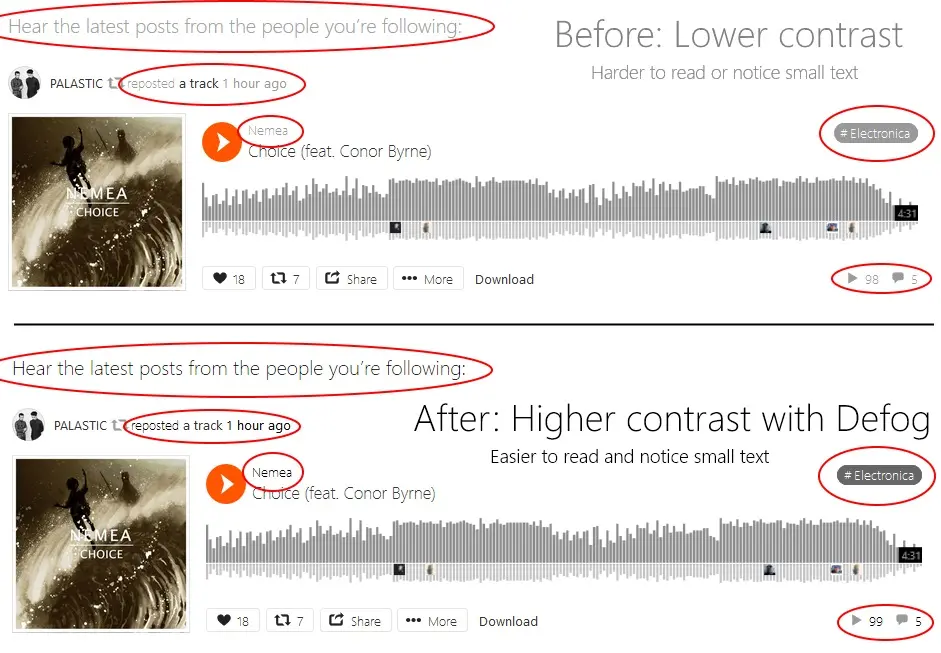 Hear the latest posts from the people you're following:
Before: Lower contrast
Harder to read or notice small text
PALASTIC reposted a track 1 hour ago
Nemea
# Electronica
Choice (feat. Conor Byrne)
NEMEA
CHOICE
4:31
18 7 Share More Download 98 5
Hear the latest posts from the people you're following:
After: Higher contrast with Defog
PALASTIC reposted a track 1 hour ago
Easier to read and notice small text
Nemea
# Electronica
Choice (feat. Conor Byrne)
NEMEA
CHOICE
4:31
18 7 Share More Download 99 5